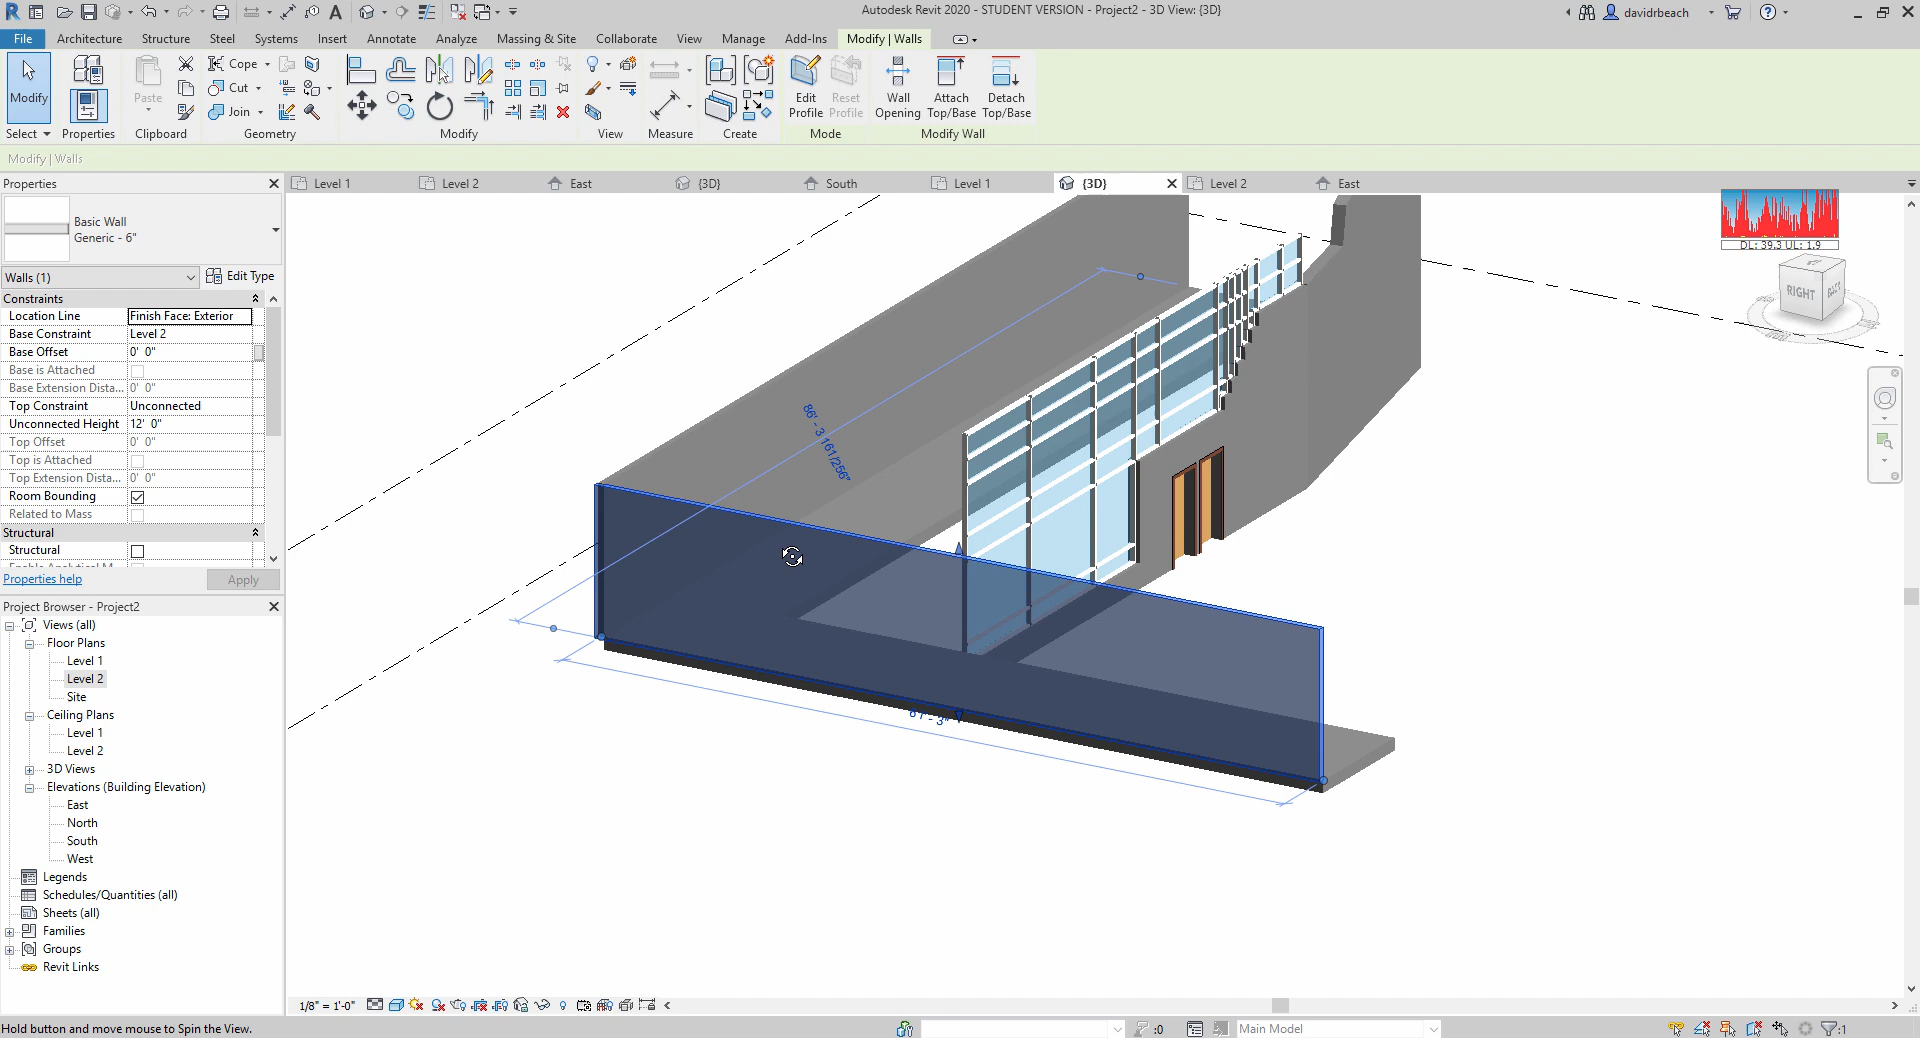 Autodesk Revit 2020 - STUDENT VERSION - Project2 - 3D View: {3D}
davidrbeach
File
Architecture
Structure
Steel
Systems
Insert
Annotate
Analyze
Massing & Site
Collaborate
View
Manage
Add-Ins
Modify | Walls
Modify
Properties
Paste
Cope
Cut
Join
Edit Profile
Reset Profile
Wall Opening
Attach Top/Base
Detach Top/Base
Select
Properties
Clipboard
Geometry
Modify
View
Measure
Create
Mode
Modify Wall
Modify | Walls
Properties
Level 1
Level 2
East
{3D}
South
Level 1
{3D}
Level 2
East
Basic Wall
Generic - 6"
Walls (1)
Edit Type
Constraints
Location Line Finish Face: Exterior
Base Constraint Level 2
Base Offset 0' 0"
Base is Attached
Base Extension Dista... 0' 0"
Top Constraint Unconnected
Unconnected Height 12' 0"
Top Offset 0' 0"
Top is Attached
Top Extension Dista... 0' 0"
Room Bounding
Related to Mass
Structural
Structural
Properties help
Apply
Project Browser - Project2
Views (all)
Floor Plans
Level 1
Level 2
Site
Ceiling Plans
Level 1
Level 2
3D Views
Elevations (Building Elevation)
East
North
South
West
Legends
Schedules/Quantities (all)
Sheets (all)
Families
Groups
Revit Links
DL: 39.3 UL: 1.9
RIGHT
BACK
86' - 3 161/256"
1/8" = 1'-0"
Hold button and move mouse to Spin the View.
:0
Main Model
:1